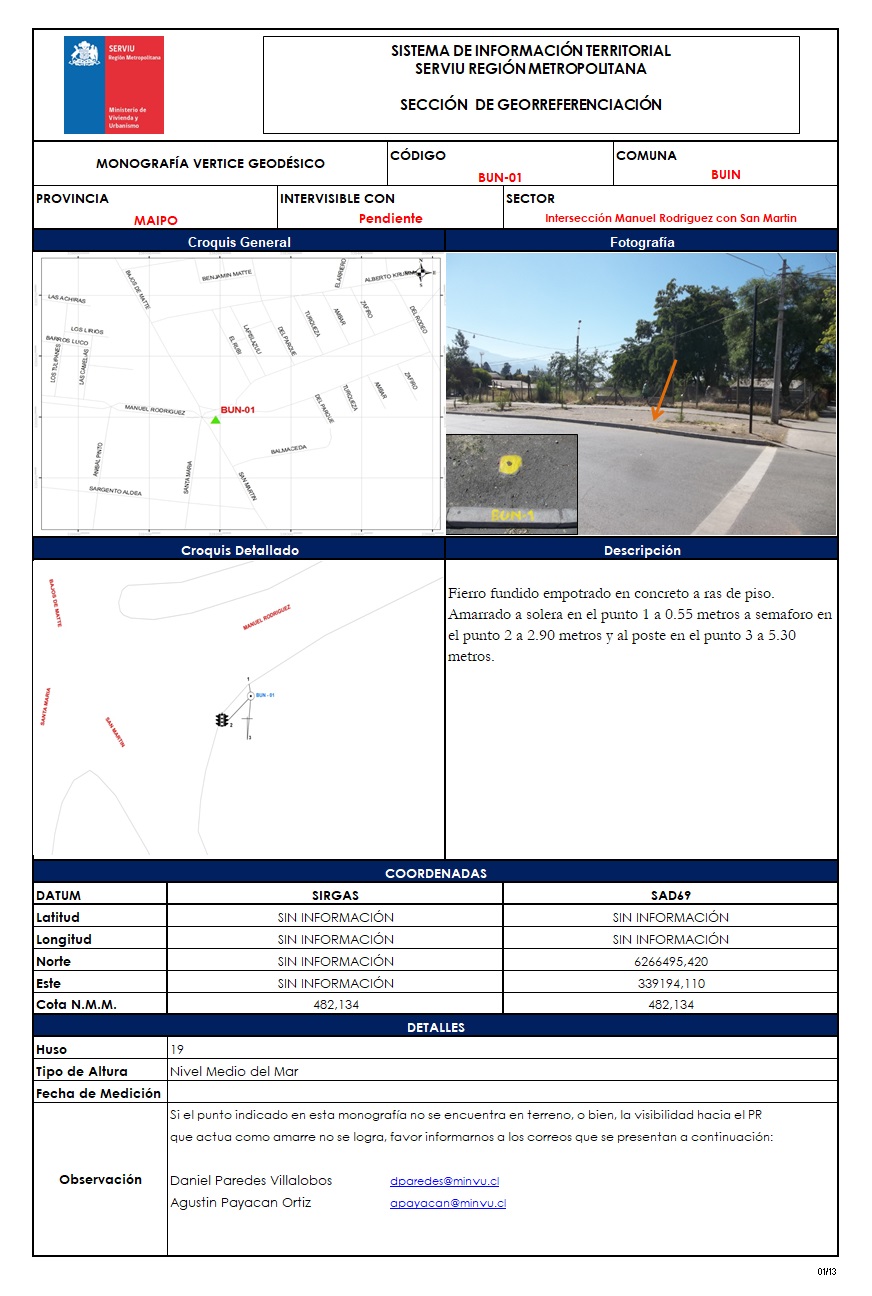 SERVIU
Región Metropolitana
Ministerio de
Vivienda y
Urbanismo
SISTEMA DE INFORMACIÓN TERRITORIAL
SERVIU REGIÓN METROPOLITANA
SECCIÓN DE GEORREFERENCIACIÓN
MONOGRAFÍA VERTICE GEODÉSICO
CÓDIGO
BUN-01
COMUNA
BUIN
PROVINCIA
MAIPO
INTERVISIBLE CON
Pendiente
SECTOR
Intersección Manuel Rodriguez con San Martin
Croquis General
Fotografía
BAJOS DE MATTE
BENJAMIN MATTE
EL ARRIERO
ALBERTO KRUMM
LAS ACHIRAS
LOS LIRIOS
BARROS LUCO
LOS TULIPANES
LAS CAMELIAS
EL RUBI
LAPISLAZULI
DEL PARQUE
TURQUEZA
AMBAR
ZAFIRO
DEL RODEO
MANUEL RODRIGUEZ
BUN-01
DEL PARQUE
TURQUEZA
AMBAR
ZAFIRO
ANIBAL PINTO
SARGENTO ALDEA
SANTA MARIA
SAN MARTIN
BALMACEDA
BUN-1
Croquis Detallado
Descripción
BAJOS DE MATTE
MANUEL RODRIGUEZ
SANTA MARIA
SAN MARTIN
1
BUN - 01
2
3
Fierro fundido empotrado en concreto a ras de piso.
Amarrado a solera en el punto 1 a 0.55 metros a semaforo en
el punto 2 a 2.90 metros y al poste en el punto 3 a 5.30
metros.
COORDENADAS
DATUM SIRGAS SAD69
Latitud SIN INFORMACIÓN SIN INFORMACIÓN
Longitud SIN INFORMACIÓN SIN INFORMACIÓN
Norte SIN INFORMACIÓN 6266495,420
Este SIN INFORMACIÓN 339194,110
Cota N.M.M. 482,134 482,134
DETALLES
Huso 19
Tipo de Altura Nivel Medio del Mar
Fecha de Medición
Observación
Si el punto indicado en esta monografía no se encuentra en terreno, o bien, la visibilidad hacia el PR
que actua como amarre no se logra, favor informarnos a los correos que se presentan a continuación:
Daniel Paredes Villalobos dparedes@minvu.cl
Agustin Payacan Ortiz apayacan@minvu.cl
01/13